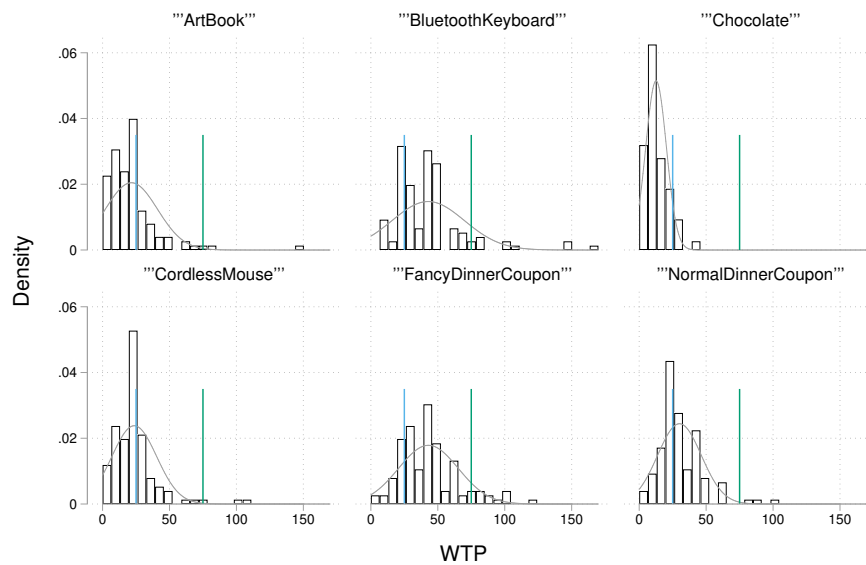 '''ArtBook'''
'''BluetoothKeyboard'''
'''Chocolate'''
.06
.04
.02
0
'''CordlessMouse'''
'''FancyDinnerCoupon'''
'''NormalDinnerCoupon'''
.06
.04
.02
0
0 50 100 150
0 50 100 150
0 50 100 150
Density
WTP